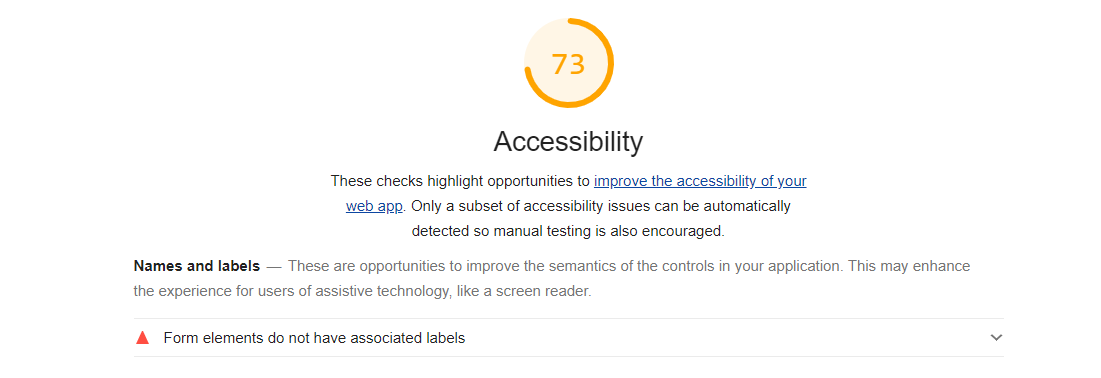 73
Accessibility
These checks highlight opportunities to improve the accessibility of your
web app. Only a subset of accessibility issues can be automatically
detected so manual testing is also encouraged.
Names and labels — These are opportunities to improve the semantics of the controls in your application. This may enhance
the experience for users of assistive technology, like a screen reader.
Form elements do not have associated labels